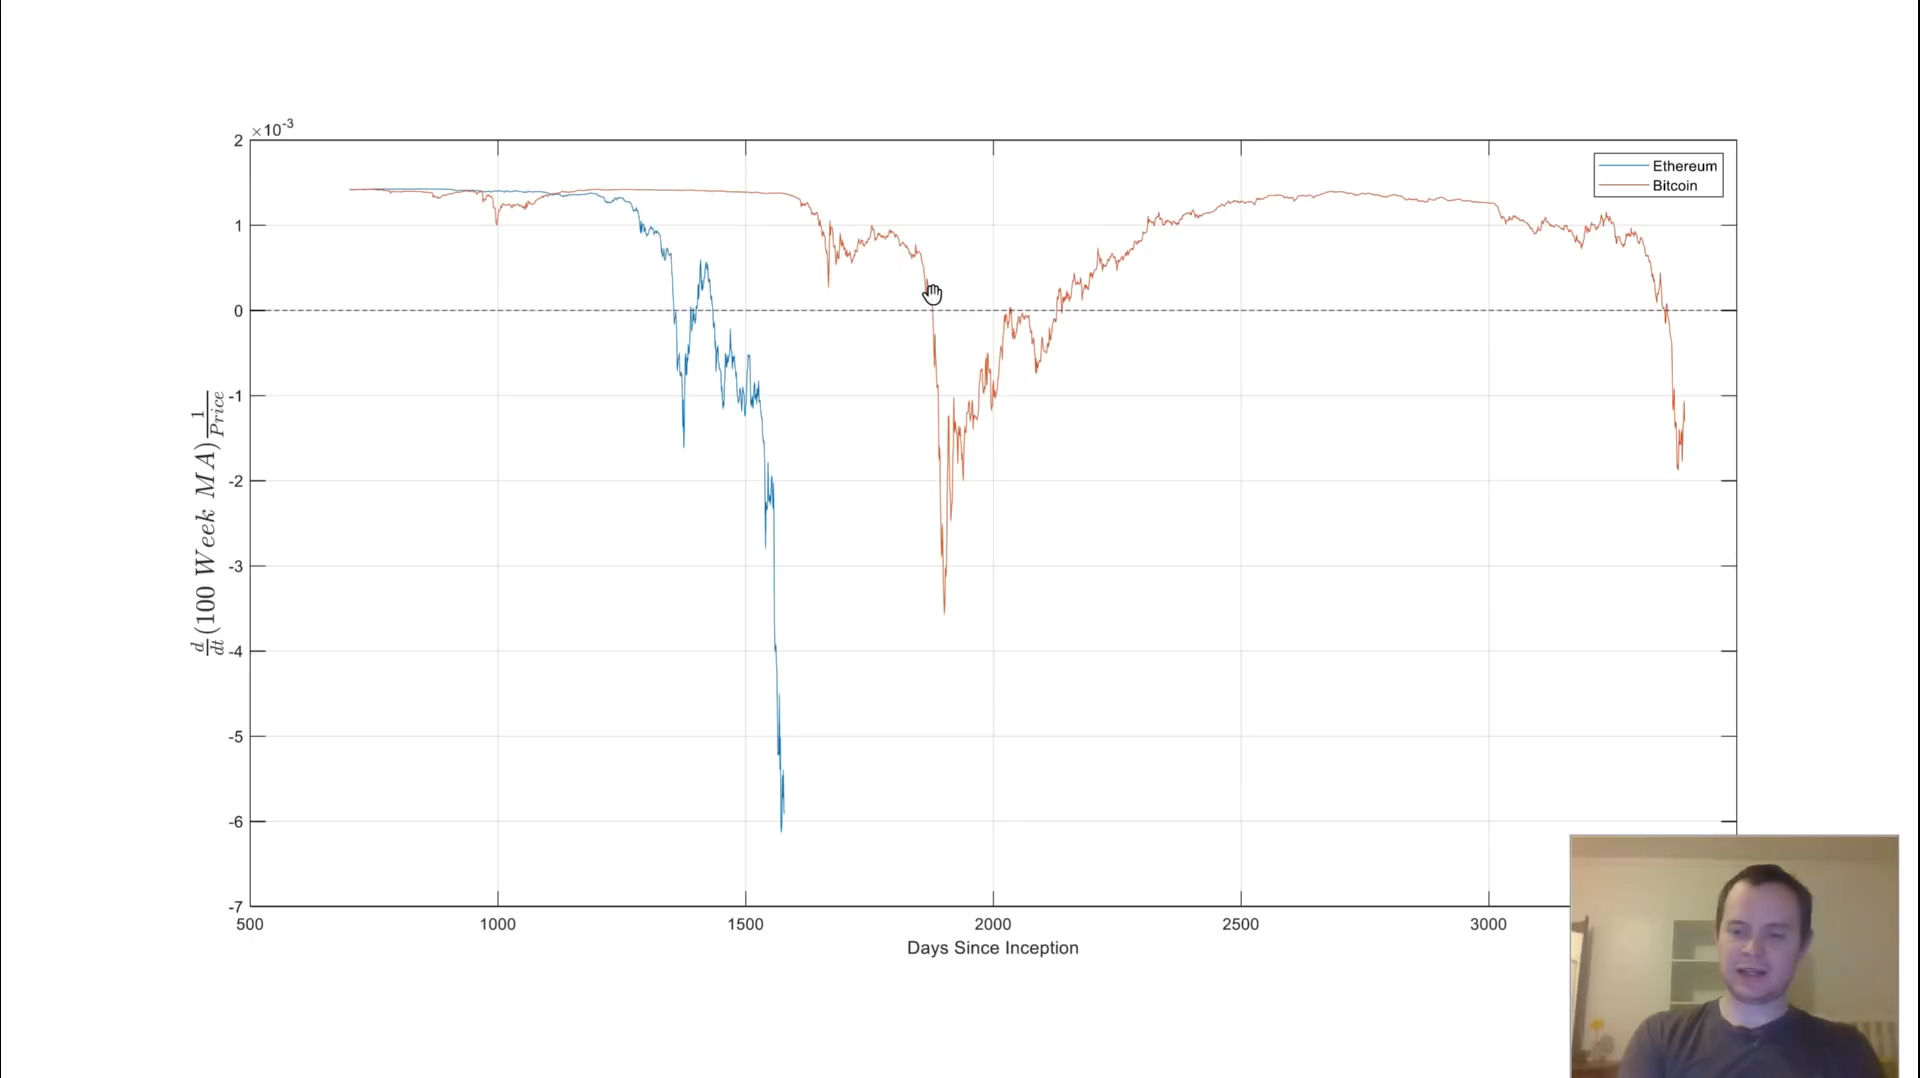 ×10⁻³
2
1
0
-1
-2
-3
-4
-5
-6
-7
d/dt (100 Week MA) 1/Price
Ethereum
Bitcoin
500 1000 1500 2000 2500 3000
Days Since Inception